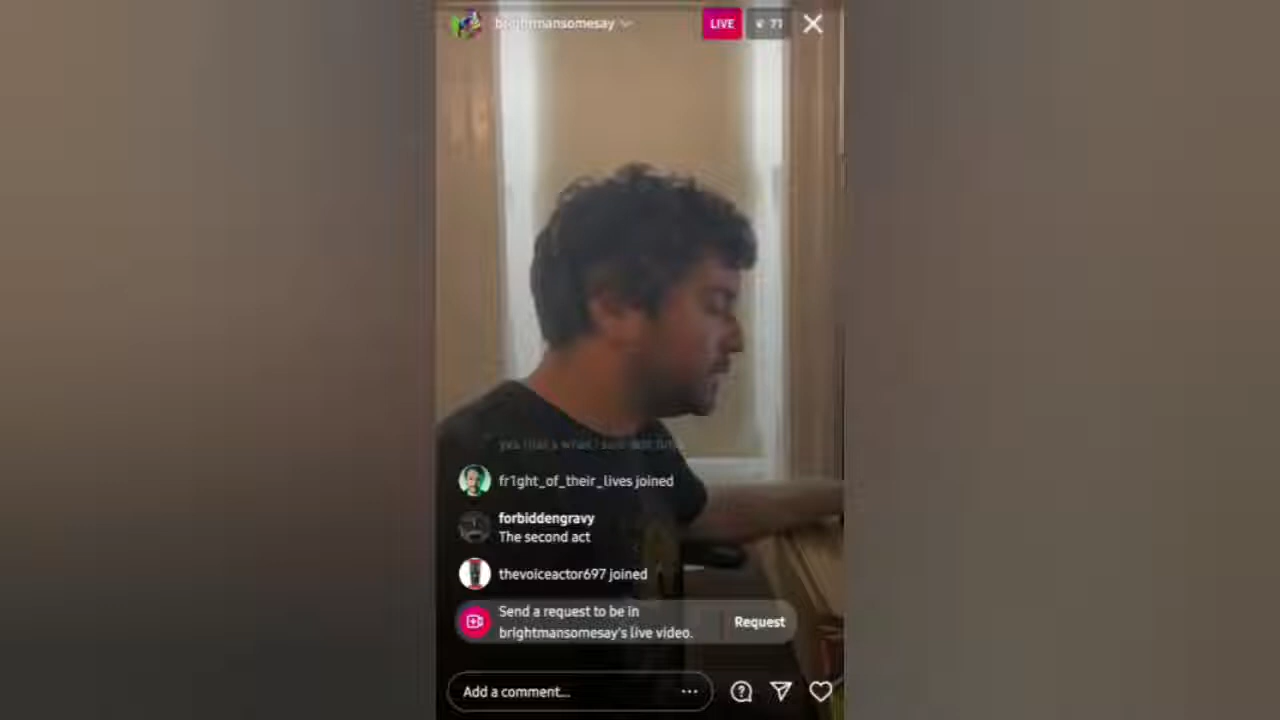 brightmansomesay
LIVE
fr1ght_of_their_lives joined
forbiddengravy
The second act
thevoiceactor697 joined
Send a request to be in
brightmansomesay's live video.
Request
Add a comment...